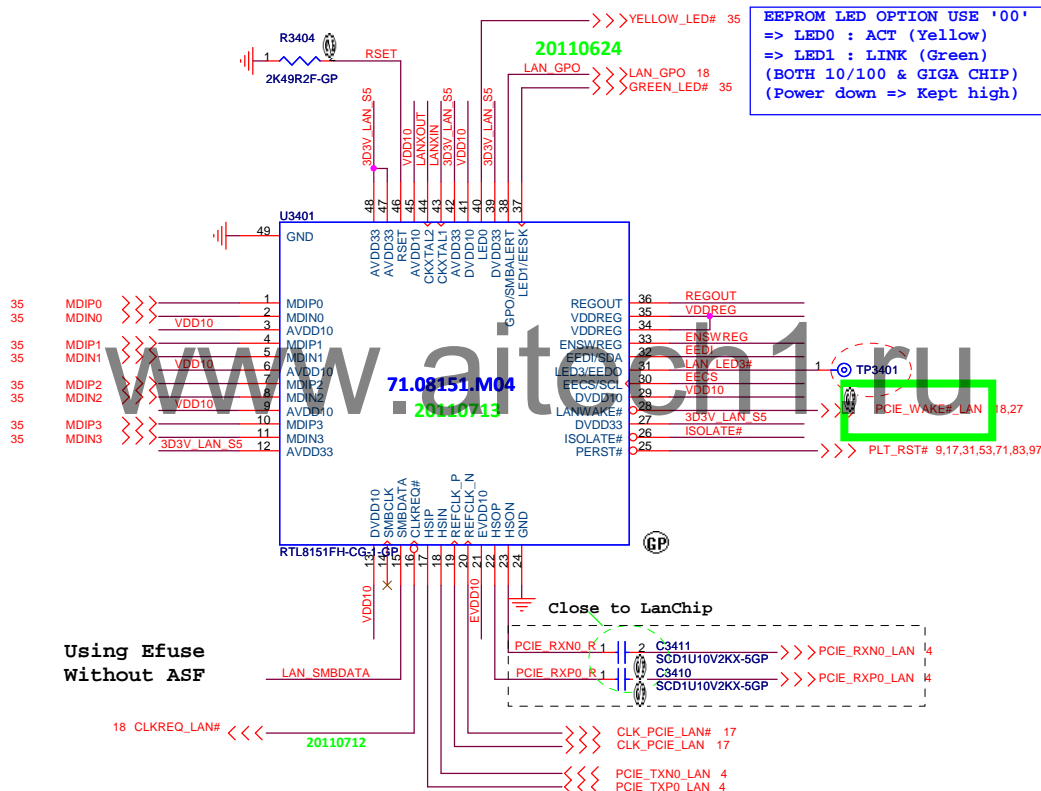 YELLOW_LED# 35
EEPROM LED OPTION USE '00'
=> LED0 : ACT (Yellow)
=> LED1 : LINK (Green)
(BOTH 10/100 & GIGA CHIP)
(Power down => Kept high)
R3404
1
2K49R2F-GP
RSET
20110624
LAN_GPO
LAN_GPO 18
GREEN_LED# 35
3D3V_LAN_S5
VDD10
LANXOUT
LANXIN
3D3V_LAN_S5
VDD10
3D3V_LAN_S5
48
47
46
45
44
43
42
41
40
39
38
37
U3401
49 GND
AVDD33
AVDD33
RSET
AVDD10
CKXTAL2
CKXTAL1
AVDD33
DVDD10
LED0
DVDD33
GPO/SMBALERT
LED1/EESK
35 MDIP0 1 MDIP0
35 MDIN0 2 MDIN0
VDD10 3 AVDD10
35 MDIP1 4 MDIP1
35 MDIN1 5 MDIN1
VDD10 6 AVDD10
35 MDIP2 7 MDIP2
35 MDIN2 8 MDIN2
VDD10 9 AVDD10
35 MDIP3 10 MDIP3
35 MDIN3 11 MDIN3
3D3V_LAN_S5 12 AVDD33
REGOUT 36 REGOUT
VDDREG 35 VDDREG
VDDREG 34
ENSWREG 33 ENSWREG
EEDI/SDA 32 EEDI
LED3/EEDO 31 LAN_LED3# 1 TP3401
EECS/SCL 30 EECS
DVDD10 29 VDD10
LANWAKE# 28 PCIE_WAKE#_LAN 18,27
DVDD33 27 3D3V_LAN_S5
ISOLATE# 26 ISOLATE#
PERST# 25 PLT_RST# 9,17,31,53,71,83,97
www.aitech1.ru
71.08151.M04
20110713
DVDD10
SMBCLK
SMBDATA
CLKREQ#
HSIP
HSIN
REFCLK_P
REFCLK_N
EVDD10
HSOP
HSON
GND
RTL8151FH-CG-1-GP
GP
13
14
15
16
17
18
19
20
21
22
23
24
VDD10
EVDD10
Close to LanChip
PCIE_RXN0_R 1 2 C3411 PCIE_RXN0_LAN 4
SCD1U10V2KX-5GP
PCIE_RXP0_R 1 C3410 PCIE_RXP0_LAN 4
SCD1U10V2KX-5GP
Using Efuse
Without ASF
LAN_SMBDATA
18 CLKREQ_LAN#
20110712
CLK_PCIE_LAN# 17
CLK_PCIE_LAN 17
PCIE_TXN0_LAN 4
PCIE_TXP0_LAN 4